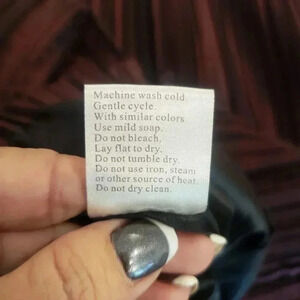 Machine wash cold.
Gentle cycle.
With similar colors
Use mild soap.
Do not bleach.
Lay flat to dry.
Do not tumble dry.
Do not use iron, steam
or other source of heat.
Do not dry clean.